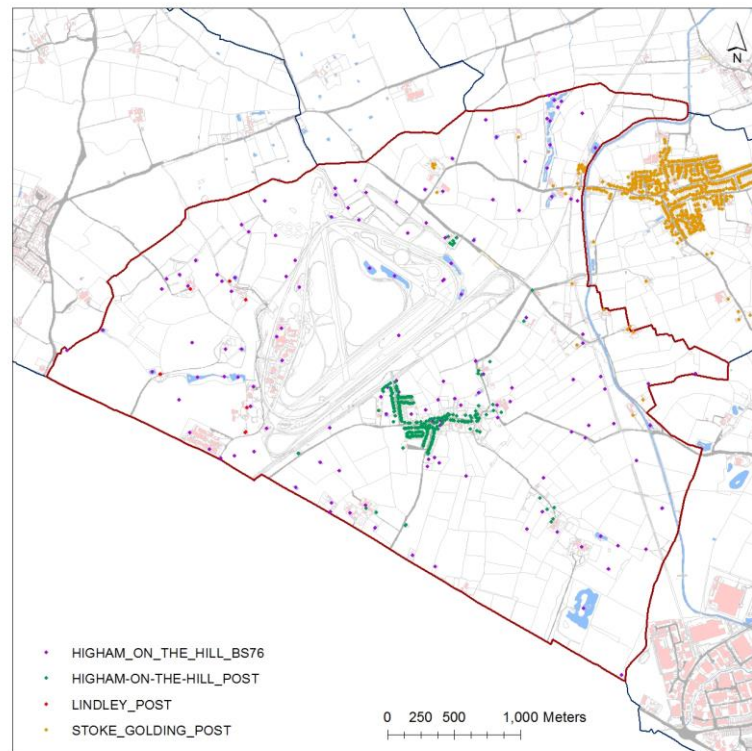 N
HIGHAM_ON_THE_HILL_BS76
HIGHAM-ON-THE-HILL_POST
LINDLEY_POST
STOKE_GOLDING_POST
0 250 500 1,000 Meters